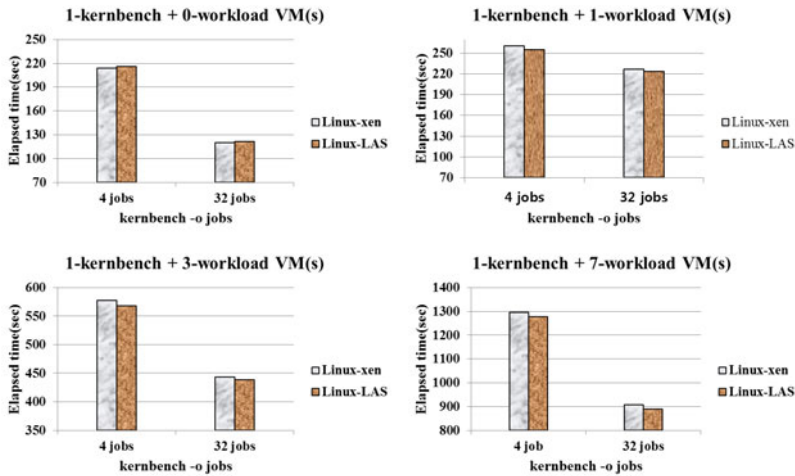 1-kernbench + 0-workload VM(s)
Elapsed time(sec)
250
220
190
160
130
100
70
4 jobs
32 jobs
kernbench -o jobs
Linux-xen
Linux-LAS
1-kernbench + 1-workload VM(s)
Elapsed time(sec)
250
220
190
160
130
100
70
4 jobs
32 jobs
kernbench -o jobs
Linux-xen
Linux-LAS
1-kernbench + 3-workload VM(s)
Elapsed time(sec)
600
550
500
450
400
350
4 jobs
32 jobs
kernbench -o jobs
Linux-xen
Linux-LAS
1-kernbench + 7-workload VM(s)
Elapsed time(sec)
1400
1300
1200
1100
1000
900
800
4 job
32 jobs
kernbench -o jobs
Linux-xen
Linux-LAS